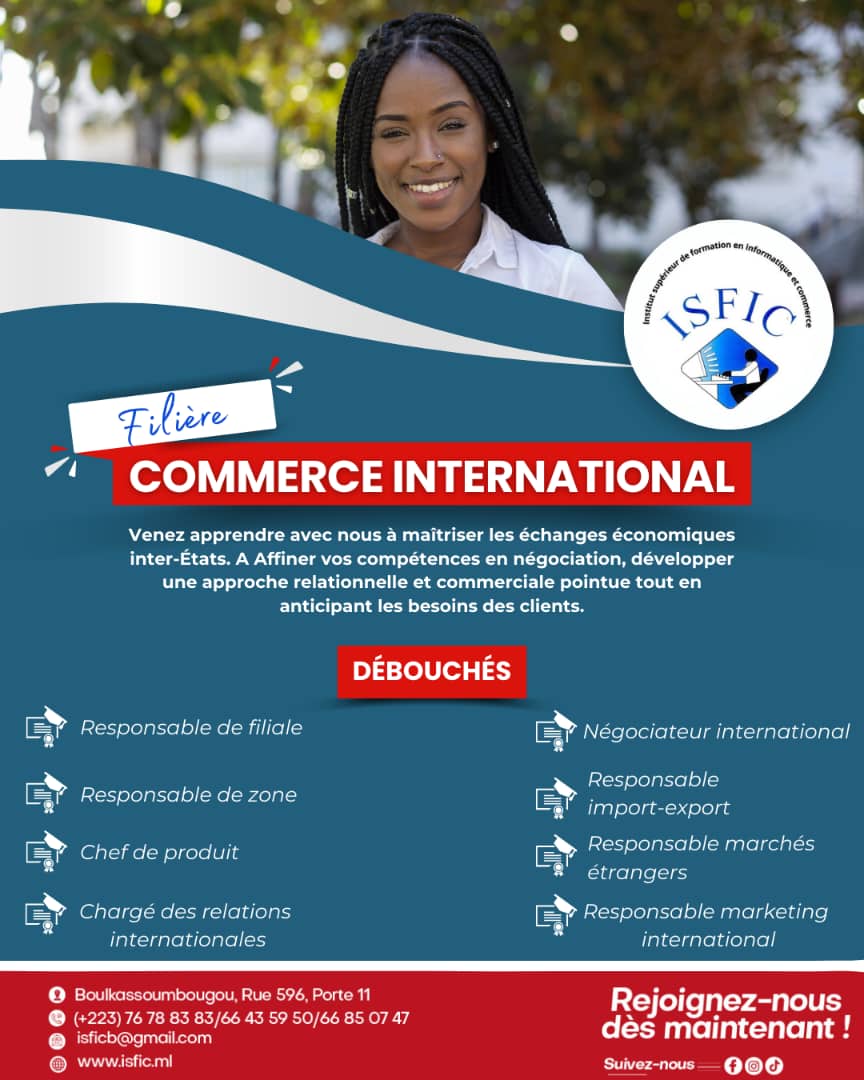 Institut supérieur de formation en informatique et commerce
ISFIC
Filière
COMMERCE INTERNATIONAL
Venez apprendre avec nous à maîtriser les échanges économiques
inter-États. A Affiner vos compétences en négociation, développer
une approche relationnelle et commerciale pointue tout en
anticipant les besoins des clients.
DÉBOUCHÉS
Responsable de filiale
Responsable de zone
Chef de produit
Chargé des relations
internationales
Négociateur international
Responsable
import-export
Responsable marchés
étrangers
Responsable marketing
international
Boulkassoumbougou, Rue 596, Porte 11
(+223) 76 78 83 83/66 43 59 50/66 85 07 47
isficb@gmail.com
www.isfic.ml
Rejoignez-nous
dès maintenant !
Suivez-nous